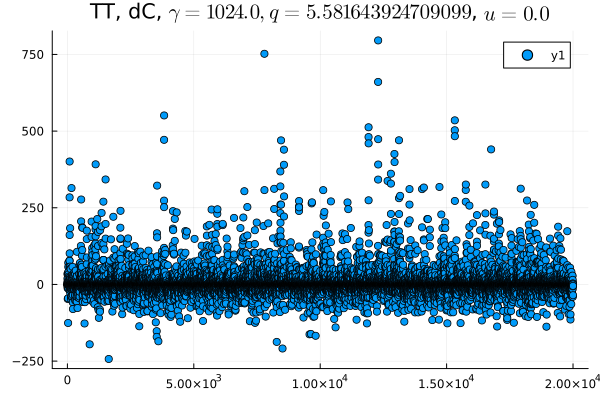 TT, dC, γ = 1024.0, q = 5.581643924709099, u = 0.0
y1
750
500
250
0
−250
0 5.00×10³ 1.00×10⁴ 1.50×10⁴ 2.00×10⁴